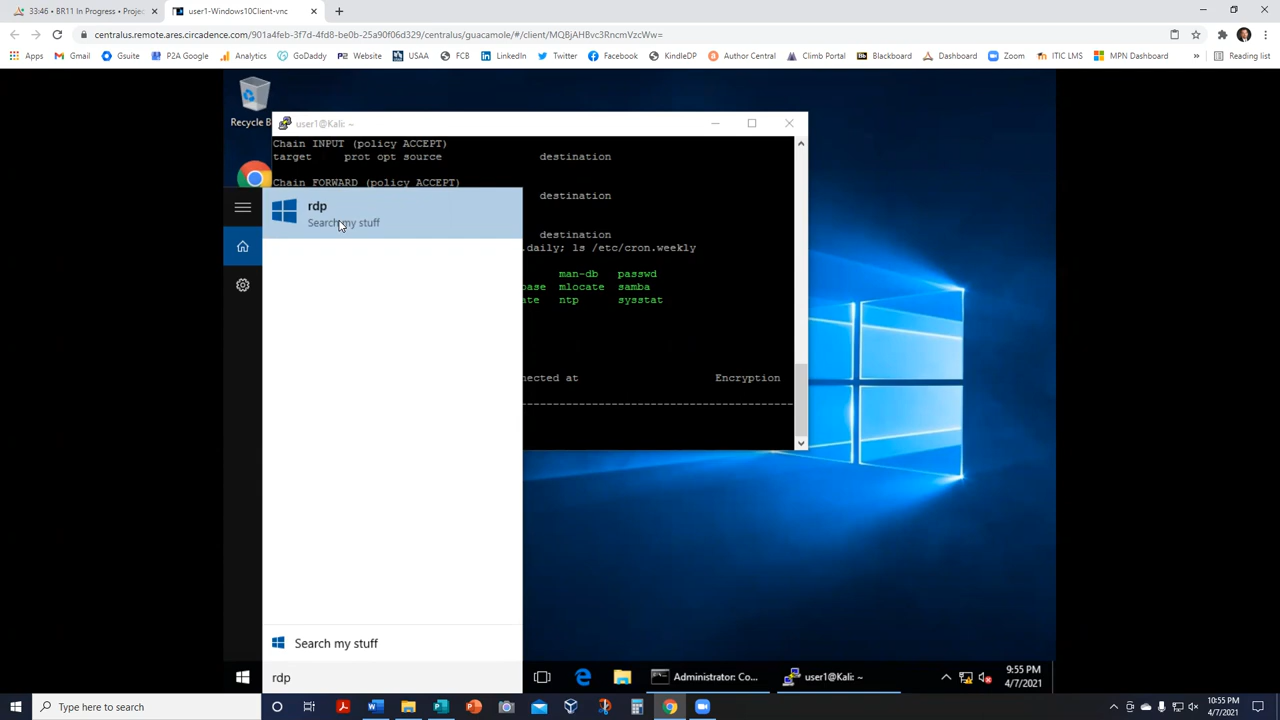 33:46 • BR11 In Progress • Projec
user1-Windows10Client-vnc
centralus.remote.ares.circadence.com/901a4feb-3f7d-4fd8-be0b-25a90f06d329/centralus/guacamole/#/client/MQBjAHBvc3RncmVzcWw=
Apps Gmail Gsuite P2A Google Analytics GoDaddy Website USAA FCB LinkedIn Twitter Facebook KindleDP Author Central Climb Portal Blackboard Dashboard Zoom ITIC LMS MPN Dashboard » Reading list
Recycle B
user1@Kali: ~
Chain INPUT (policy ACCEPT)
target prot opt source destination
Chain FORWARD (policy ACCEPT)
destination
destination
.daily; ls /etc/cron.weekly
man-db passwd
base mlocate samba
ate ntp sysstat
nected at Encryption
--------------------------------------------
rdp
Search my stuff
Search my stuff
rdp
Administrator: Co...
user1@Kali: ~
9:55 PM
4/7/2021
Type here to search
10:55 PM
4/7/2021